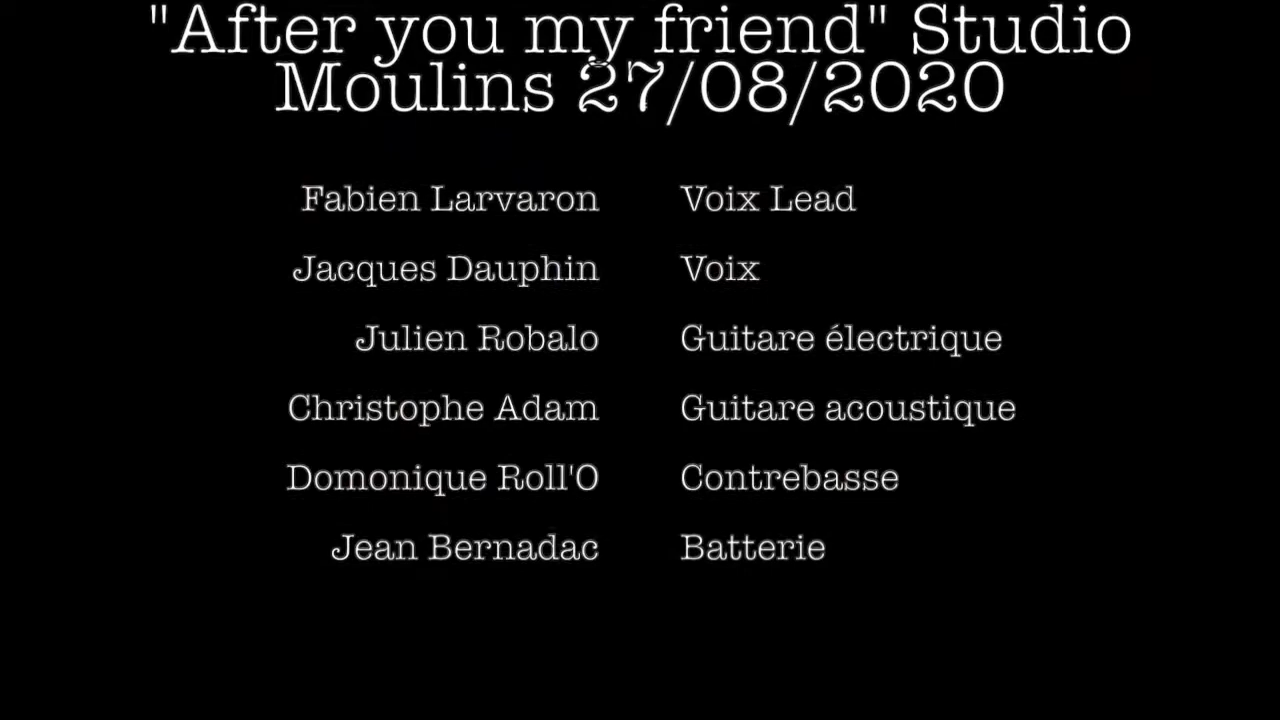 "After you my friend" Studio
Moulins 27/08/2020
Fabien Larvaron Voix Lead
Jacques Dauphin Voix
Julien Robalo Guitare électrique
Christophe Adam Guitare acoustique
Domonique Roll'O Contrebasse
Jean Bernadac Batterie